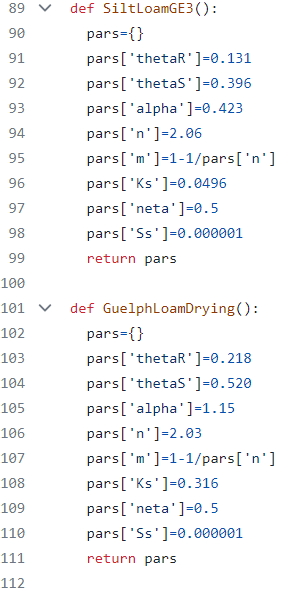 89 def SiltLoamGE3():
90 pars={}
91 pars['thetaR']=0.131
92 pars['thetaS']=0.396
93 pars['alpha']=0.423
94 pars['n']=2.06
95 pars['m']=1-1/pars['n']
96 pars['Ks']=0.0496
97 pars['neta']=0.5
98 pars['Ss']=0.000001
99 return pars
100
101 def GuelphLoamDrying():
102 pars={}
103 pars['thetaR']=0.218
104 pars['thetaS']=0.520
105 pars['alpha']=1.15
106 pars['n']=2.03
107 pars['m']=1-1/pars['n']
108 pars['Ks']=0.316
109 pars['neta']=0.5
110 pars['Ss']=0.000001
111 return pars
112